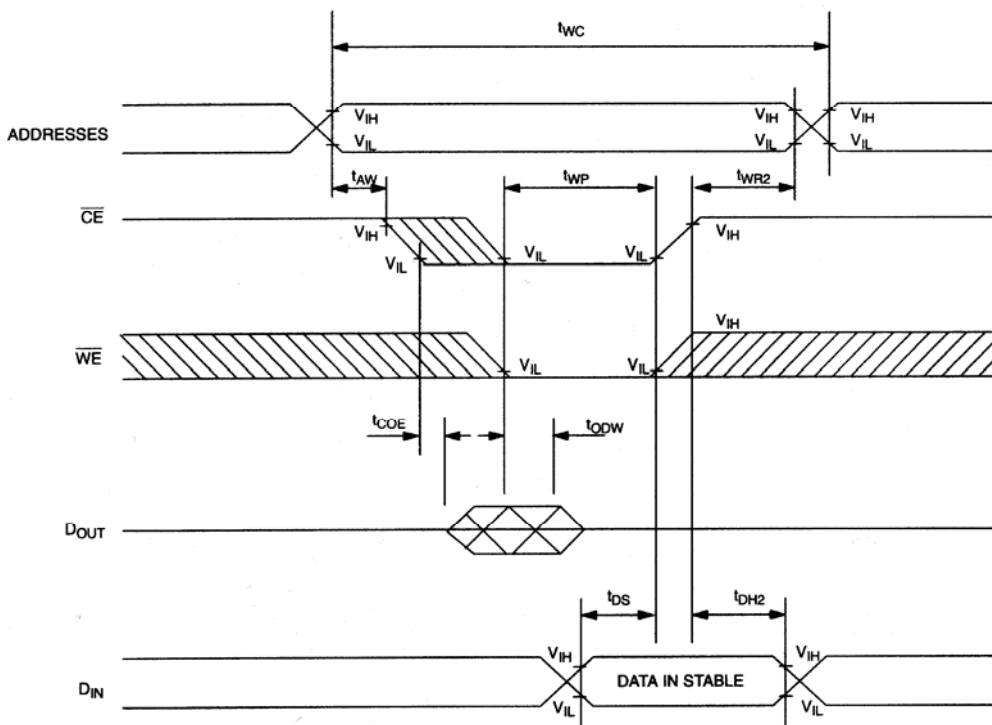 tWC
ADDRESSES
VIH
VIL
VIH
VIL
VIH
VIL
tAW
tWP
tWR2
CE
VIH
VIL
VIL
VIL
VIH
WE
VIL
VIL
VIH
tCOE
tODW
DOUT
tDS
tDH2
DIN
VIH
VIL
DATA IN STABLE
VIH
VIL